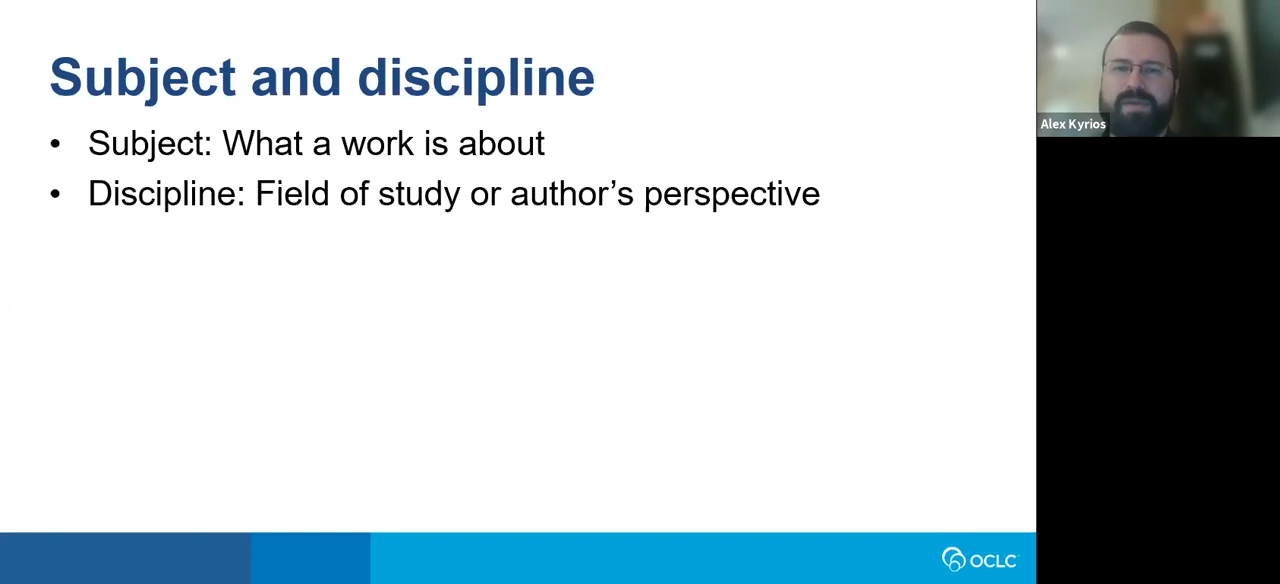 Subject and discipline
• Subject: What a work is about
• Discipline: Field of study or author’s perspective
Alex Kyrios
OCLC